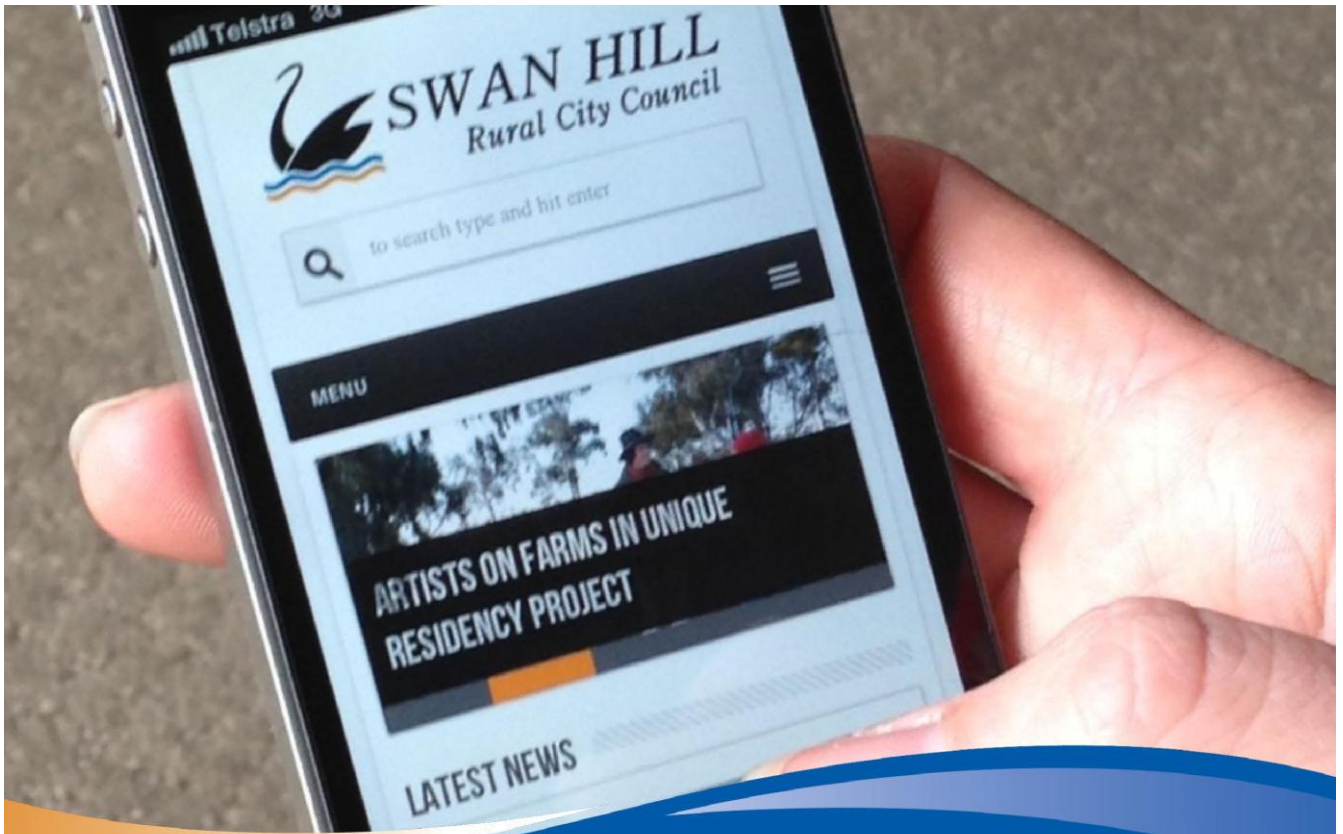 Telstra 3G
SWAN HILL
Rural City Council
to search type and hit enter
MENU
ARTISTS ON FARMS IN UNIQUE
RESIDENCY PROJECT
LATEST NEWS